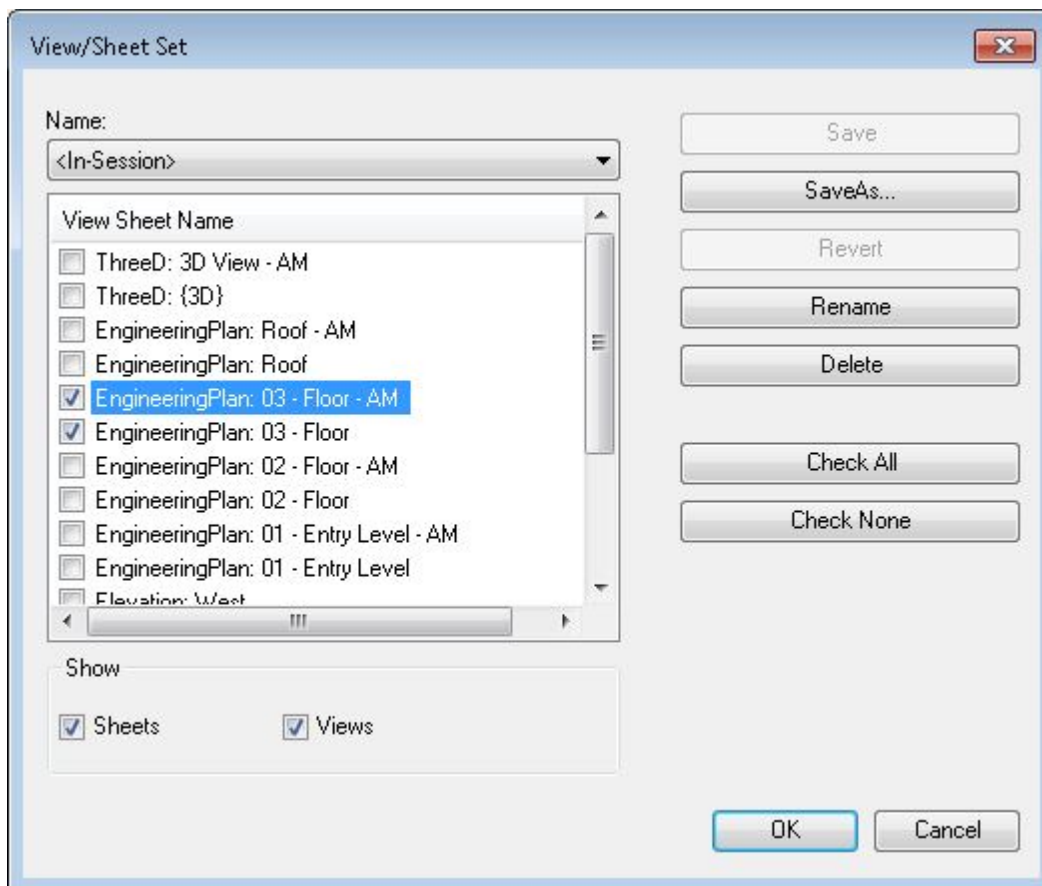 View/Sheet Set
Name:
<In-Session>
View Sheet Name
ThreeD: 3D View - AM
ThreeD: {3D}
EngineeringPlan: Roof - AM
EngineeringPlan: Roof
EngineeringPlan: 03 - Floor - AM
EngineeringPlan: 03 - Floor
EngineeringPlan: 02 - Floor - AM
EngineeringPlan: 02 - Floor
EngineeringPlan: 01 - Entry Level - AM
EngineeringPlan: 01 - Entry Level
Elevation: West
Show
Sheets
Views
Save
SaveAs...
Revert
Rename
Delete
Check All
Check None
OK
Cancel